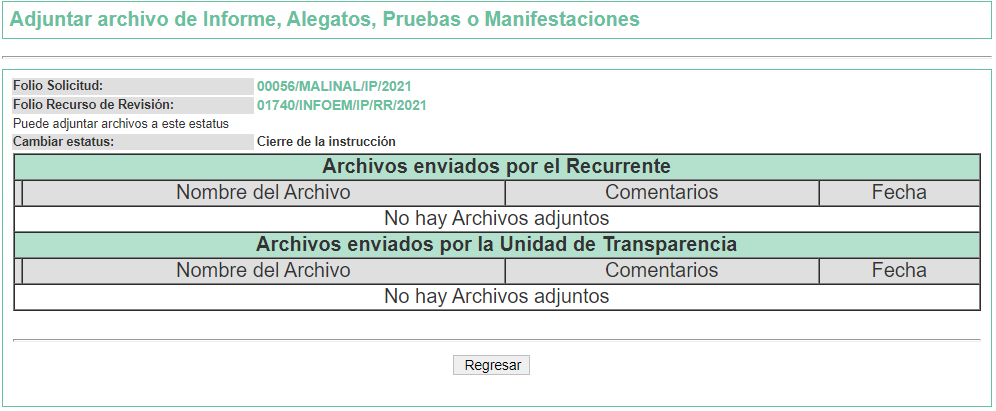 Adjuntar archivo de Informe, Alegatos, Pruebas o Manifestaciones
Folio Solicitud: 00056/MALINAL/IP/2021
Folio Recurso de Revisión: 01740/INFOEM/IP/RR/2021
Puede adjuntar archivos a este estatus
Cambiar estatus: Cierre de la instrucción
Archivos enviados por el Recurrente
Nombre del Archivo Comentarios Fecha
No hay Archivos adjuntos
Archivos enviados por la Unidad de Transparencia
Nombre del Archivo Comentarios Fecha
No hay Archivos adjuntos
Regresar